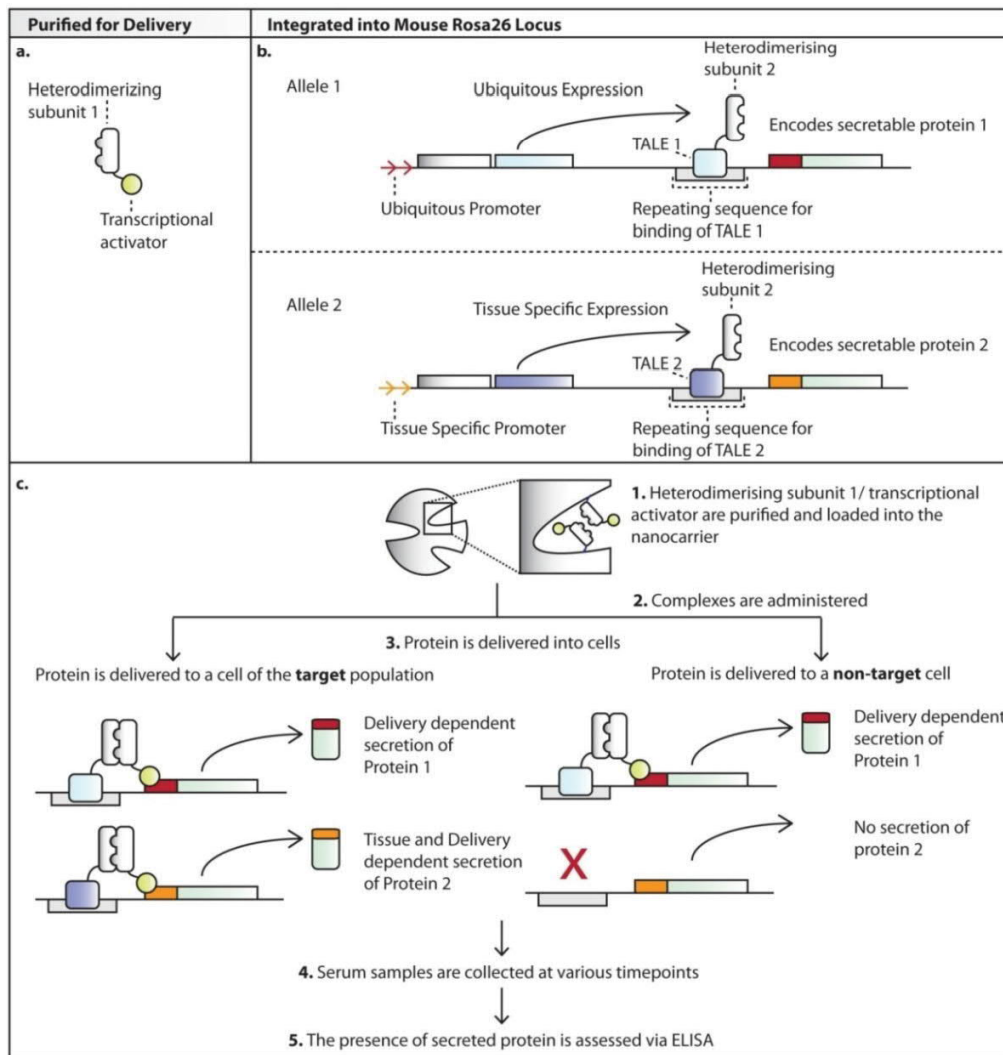 Purified for Delivery
Integrated into Mouse Rosa26 Locus
a.
Heterodimerizing
subunit 1
Transcriptional
activator
b.
Allele 1
Ubiquitous Expression
Heterodimerising
subunit 2
TALE 1
Encodes secretable protein 1
Ubiquitous Promoter
Repeating sequence for
binding of TALE 1
Allele 2
Tissue Specific Expression
Heterodimerising
subunit 2
TALE 2
Encodes secretable protein 2
Tissue Specific Promoter
Repeating sequence for
binding of TALE 2
c.
1. Heterodimerising subunit 1/ transcriptional
activator are purified and loaded into the
nanocarrier
2. Complexes are administered
3. Protein is delivered into cells
Protein is delivered to a cell of the target population
Delivery dependent
secretion of
Protein 1
Tissue and Delivery
dependent secretion
of Protein 2
Protein is delivered to a non-target cell
Delivery dependent
secretion of
Protein 1
X
No secretion of
protein 2
4. Serum samples are collected at various timepoints
5. The presence of secreted protein is assessed via ELISA